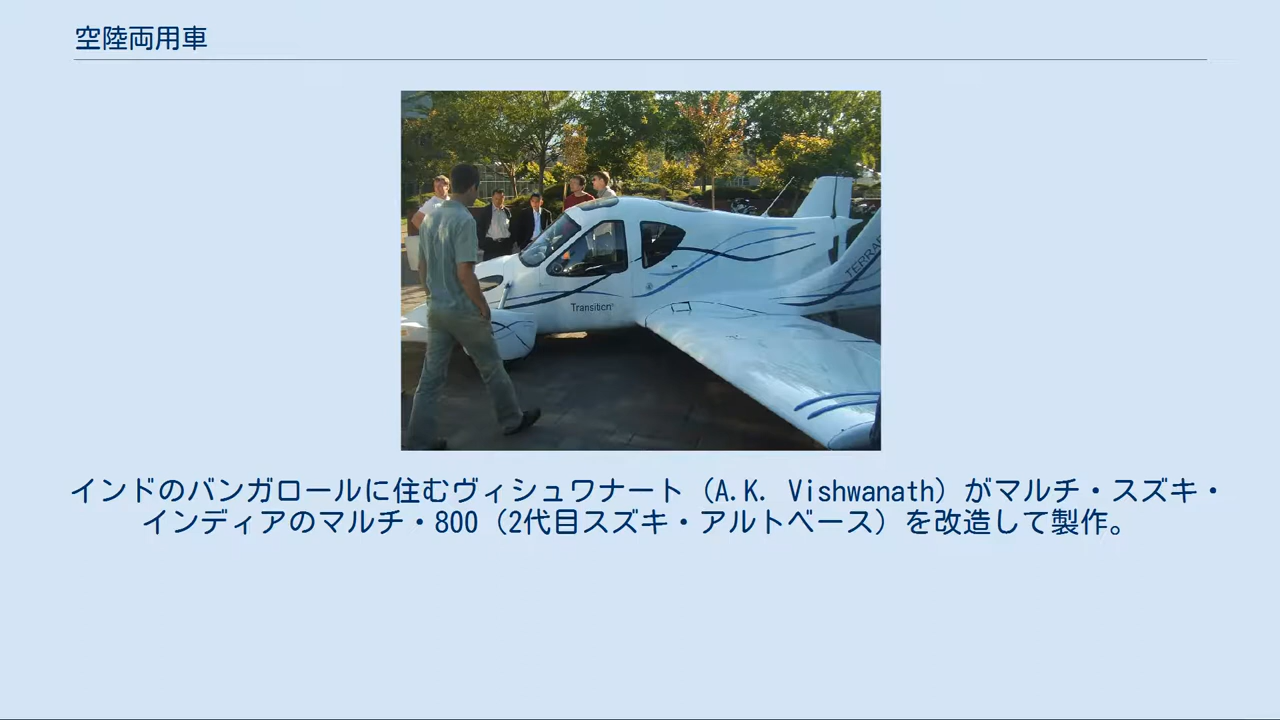 空陸両用車
Transition
TERRAF
インドのバンガロールに住むヴィシュワナート（A.K. Vishwanath）がマルチ・スズキ・
インディアのマルチ・800（2代目スズキ・アルトベース）を改造して製作。